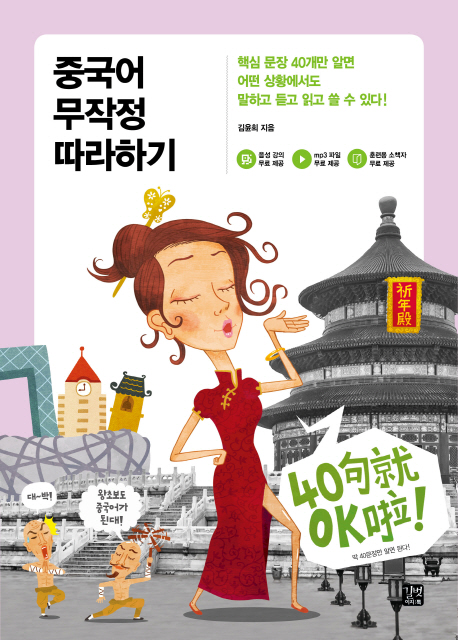 중국어
무작정
따라하기
핵심 문장 40개만 알면
어떤 상황에서도
말하고 듣고 읽고 쓸 수 있다!
김윤희 지음
음성 강의
무료 제공
mp3 파일
무료 제공
훈련용 소책자
무료 제공
祈年殿
40句就
OK啦!
딱 40문장만 알면 된다!
대~박!
왕초보도
중국어가
된대!
길벗
이지:톡